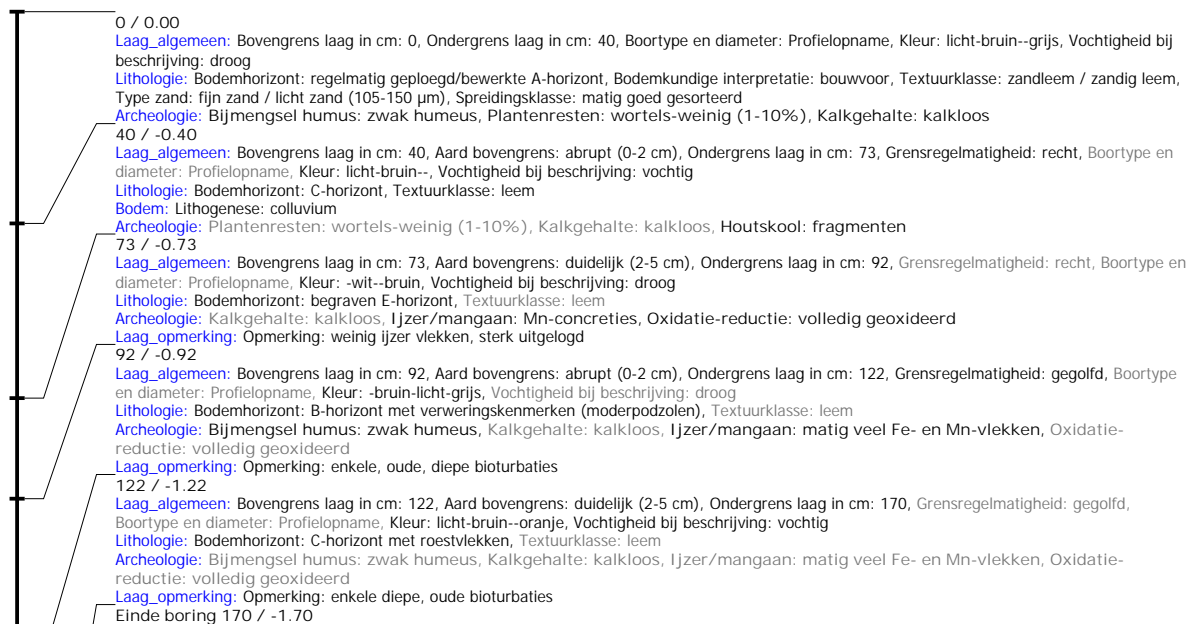 0 / 0.00
Laag_algemeen: Bovengrens laag in cm: 0, Ondergrens laag in cm: 40, Boortype en diameter: Profielopname, Kleur: licht-bruin--grijs, Vochtigheid bij
beschrijving: droog
Lithologie: Bodemhorizont: regelmatig geploegd/bewerkte A-horizont, Bodemkundige interpretatie: bouwvoor, Textuurklasse: zandleem / zandig leem,
Type zand: fijn zand / licht zand (105-150 µm), Spreidingsklasse: matig goed gesorteerd
Archeologie: Bijmengsel humus: zwak humeus, Plantenresten: wortels-weinig (1-10%), Kalkgehalte: kalkloos
40 / -0.40
Laag_algemeen: Bovengrens laag in cm: 40, Aard bovengrens: abrupt (0-2 cm), Ondergrens laag in cm: 73, Grensregelmatigheid: recht, Boortype en
diameter: Profielopname, Kleur: licht-bruin--, Vochtigheid bij beschrijving: vochtig
Lithologie: Bodemhorizont: C-horizont, Textuurklasse: leem
Bodem: Lithogenese: colluvium
Archeologie: Plantenresten: wortels-weinig (1-10%), Kalkgehalte: kalkloos, Houtskool: fragmenten
73 / -0.73
Laag_algemeen: Bovengrens laag in cm: 73, Aard bovengrens: duidelijk (2-5 cm), Ondergrens laag in cm: 92, Grensregelmatigheid: recht, Boortype en
diameter: Profielopname, Kleur: -wit--bruin, Vochtigheid bij beschrijving: droog
Lithologie: Bodemhorizont: begraven E-horizont, Textuurklasse: leem
Archeologie: Kalkgehalte: kalkloos, Ijzer/mangaan: Mn-concreties, Oxidatie-reductie: volledig geoxideerd
Laag_opmerking: Opmerking: weinig ijzer vlekken, sterk uitgelogd
92 / -0.92
Laag_algemeen: Bovengrens laag in cm: 92, Aard bovengrens: abrupt (0-2 cm), Ondergrens laag in cm: 122, Grensregelmatigheid: gegolfd, Boortype
en diameter: Profielopname, Kleur: -bruin-licht-grijs, Vochtigheid bij beschrijving: droog
Lithologie: Bodemhorizont: B-horizont met verweringskenmerken (moderpodzolen), Textuurklasse: leem
Archeologie: Bijmengsel humus: zwak humeus, Kalkgehalte: kalkloos, Ijzer/mangaan: matig veel Fe- en Mn-vlekken, Oxidatie-
reductie: volledig geoxideerd
Laag_opmerking: Opmerking: enkele, oude, diepe bioturbaties
122 / -1.22
Laag_algemeen: Bovengrens laag in cm: 122, Aard bovengrens: duidelijk (2-5 cm), Ondergrens laag in cm: 170, Grensregelmatigheid: gegolfd,
Boortype en diameter: Profielopname, Kleur: licht-bruin--oranje, Vochtigheid bij beschrijving: vochtig
Lithologie: Bodemhorizont: C-horizont met roestvlekken, Textuurklasse: leem
Archeologie: Bijmengsel humus: zwak humeus, Kalkgehalte: kalkloos, Ijzer/mangaan: matig veel Fe- en Mn-vlekken, Oxidatie-
reductie: volledig geoxideerd
Laag_opmerking: Opmerking: enkele diepe, oude bioturbaties
Einde boring 170 / -1.70